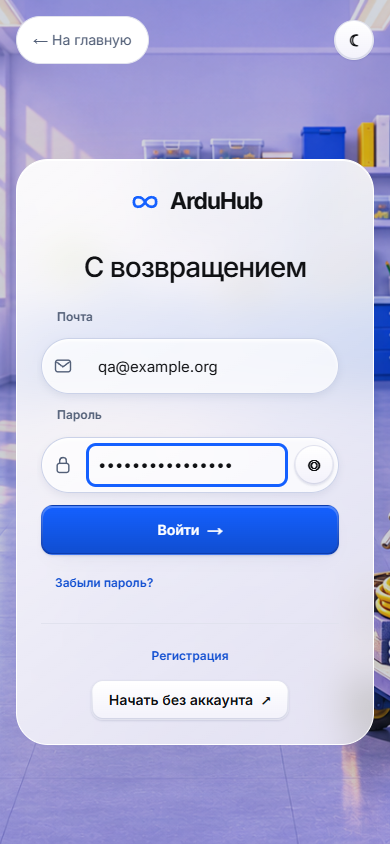 ← На главную
ArduHub
С возвращением
Почта
qa@example.org
Пароль
••••••••••••••••
Войти →
Забыли пароль?
Регистрация
Начать без аккаунта ↗